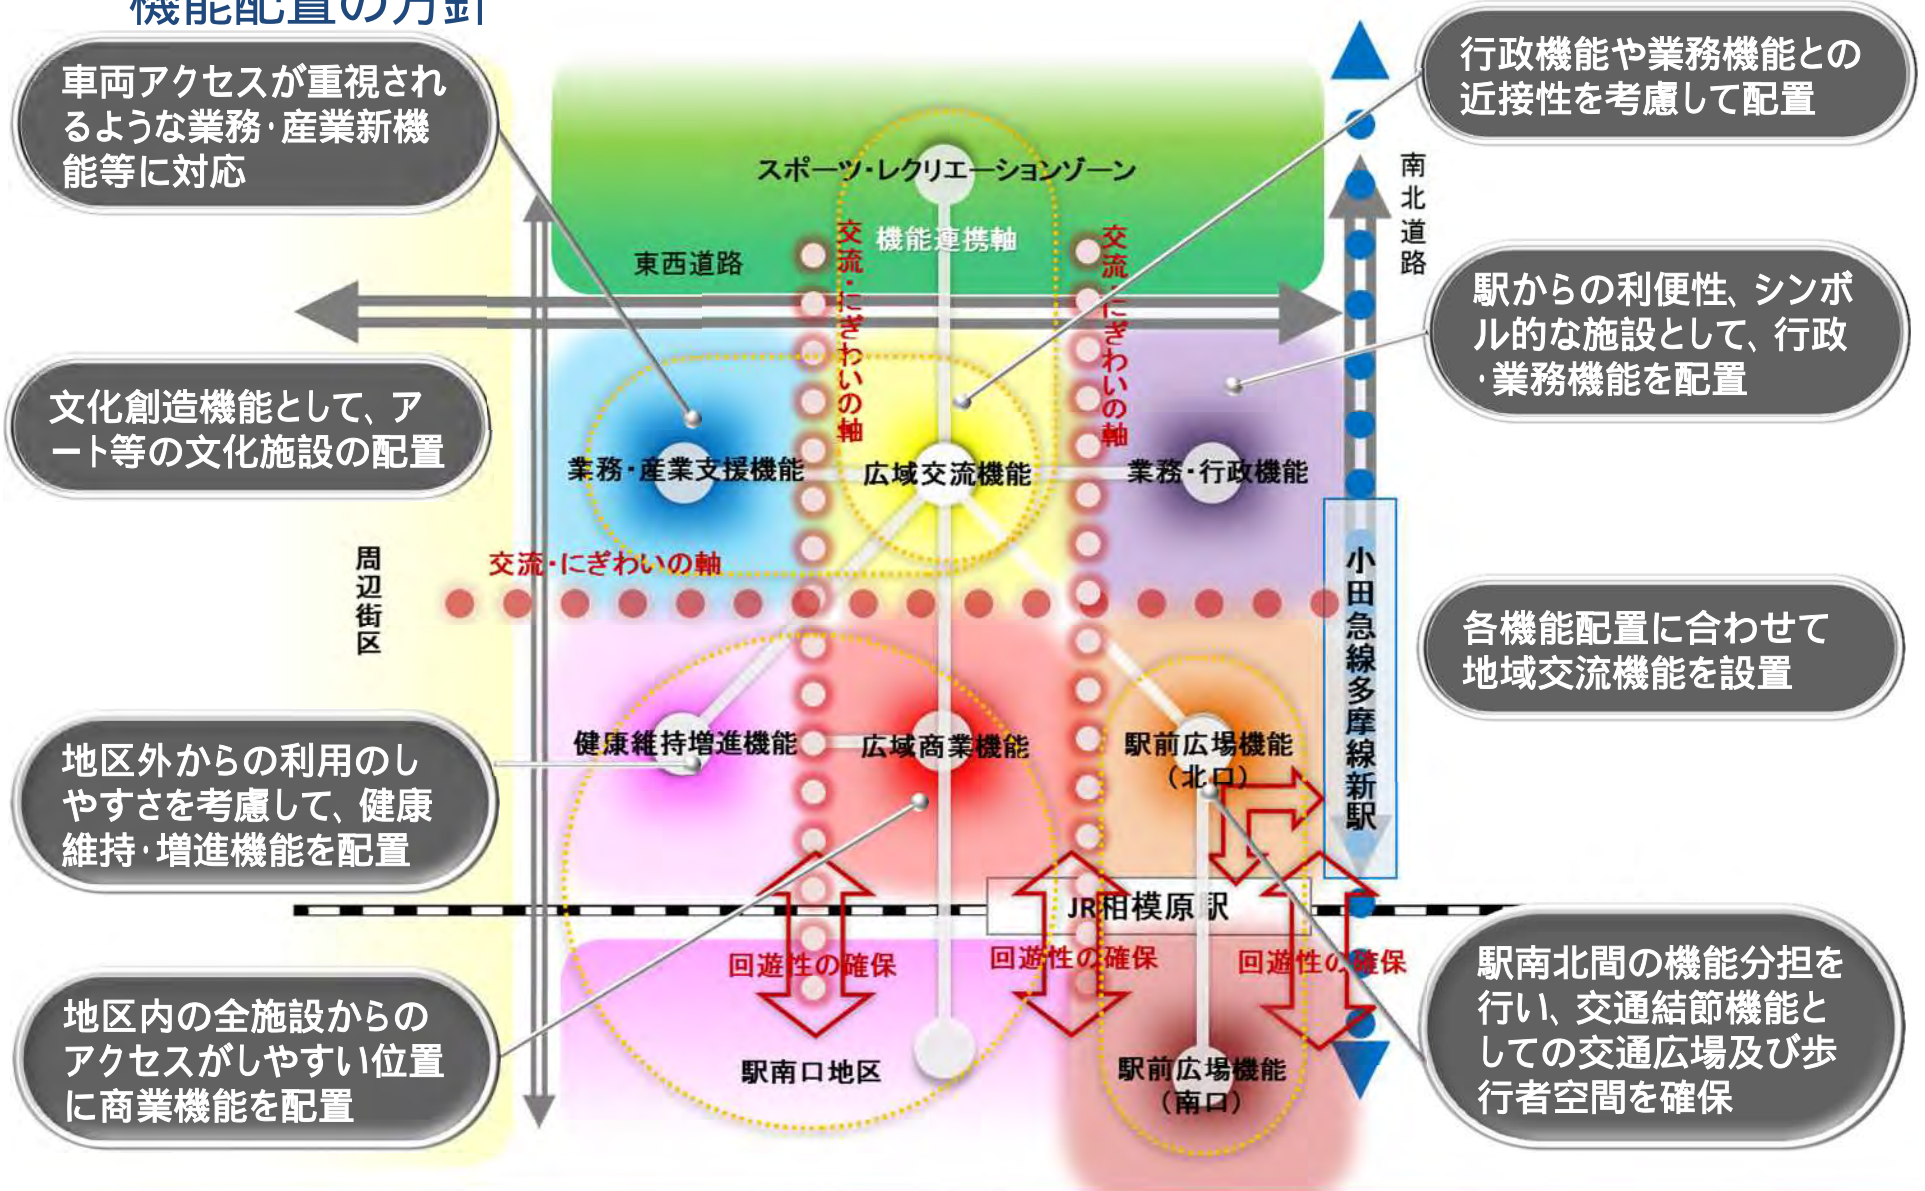 機能配置の方針
車両アクセスが重視され
るような業務・産業新機
能等に対応
行政機能や業務機能との
近接性を考慮して配置
スポーツ・レクリエーションゾーン
機能連携軸
東西道路
南北道路
交流・にぎわいの軸
交流・にぎわいの軸
駅からの利便性、シンボ
ル的な施設として、行政
・業務機能を配置
文化創造機能として、ア
ート等の文化施設の配置
業務・産業支援機能
広域交流機能
業務・行政機能
交流・にぎわいの軸
周辺街区
小田急線多摩線新駅
各機能配置に合わせて
地域交流機能を設置
地区外からの利用のし
やすさを考慮して、健康
維持・増進機能を配置
健康維持増進機能
広域商業機能
駅前広場機能
（北口）
JR相模原駅
回遊性の確保
回遊性の確保
回遊性の確保
地区内の全施設からの
アクセスがしやすい位置
に商業機能を配置
駅南口地区
駅前広場機能
（南口）
駅南北間の機能分担を
行い、交通結節機能と
しての交通広場及び歩
行者空間を確保